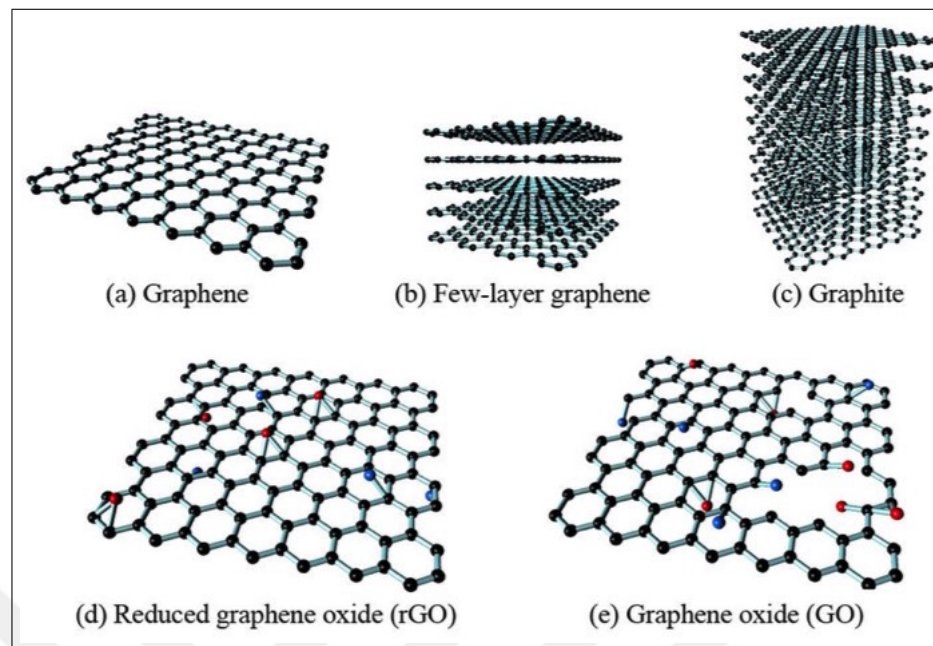 (a) Graphene
(b) Few-layer graphene
(c) Graphite
(d) Reduced graphene oxide (rGO)
(e) Graphene oxide (GO)